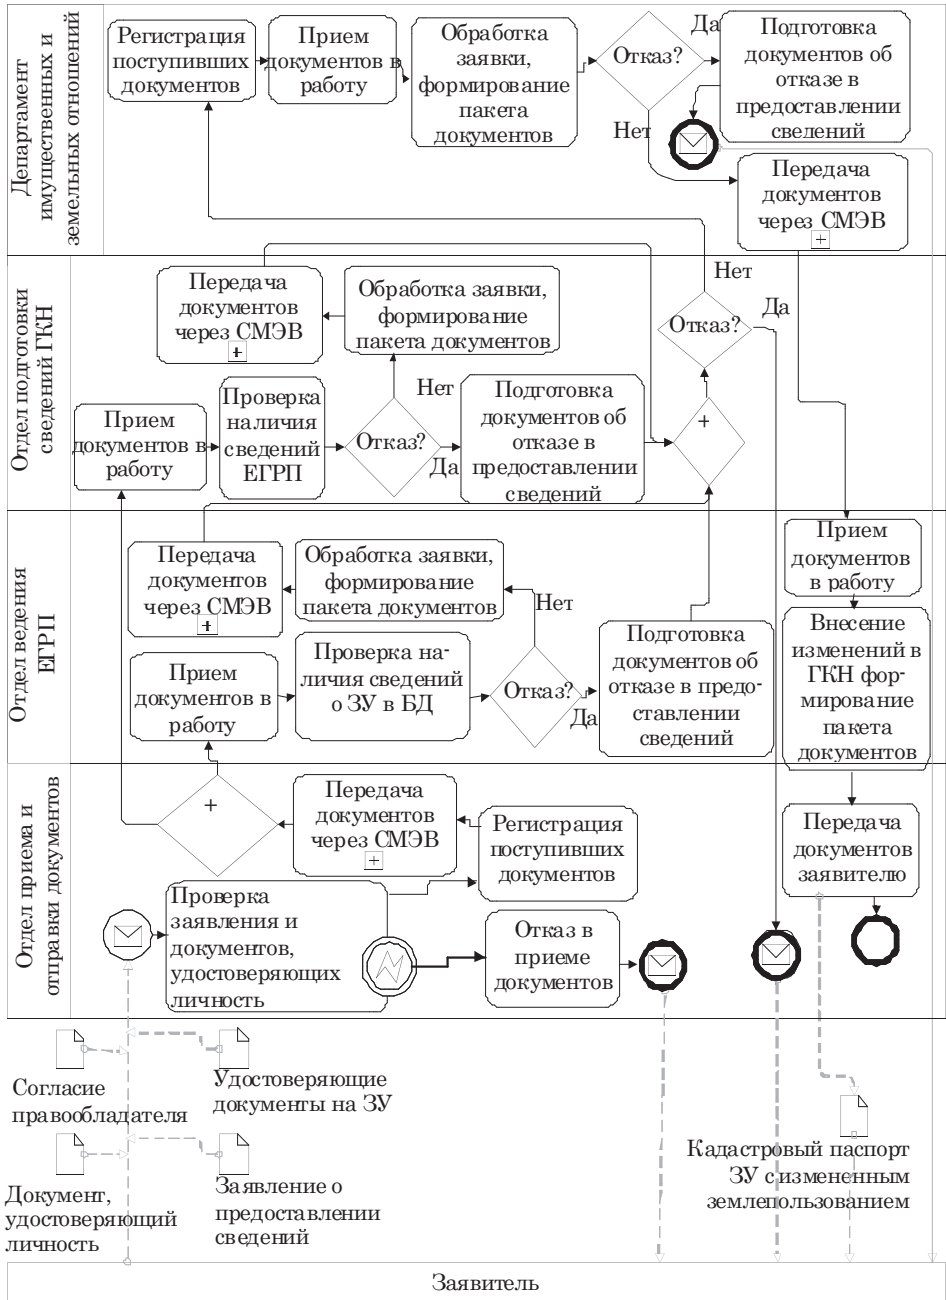 Департамент
имущественных и
земельных отношений
Регистрация
поступивших
документов
Прием
документов в
работу
Обработка
заявки,
формирование
пакета
документов
Отказ?
Да
Нет
Подготовка
документов об
отказе в
предоставлении
сведений
Передача
документов
через СМЭВ
+
Отдел подготовки
сведений ГКН
Передача
документов
через СМЭВ
+
Обработка заявки,
формирование
пакета документов
Нет
Да
Отказ?
Прием
документов в
работу
Проверка
наличия
сведений
ЕГРП
Нет
Отказ?
Да
Подготовка
документов об
отказе в
предоставлении
сведений
+
Отдел ведения
ЕГРП
Передача
документов
через СМЭВ
+
Обработка заявки,
формирование
пакета документов
Нет
Прием
документов в
работу
Проверка на-
личия сведений
о ЗУ в БД
Отказ?
Да
Подготовка
документов об
отказе в предо-
ставлении
сведений
Прием
документов
в работу
Внесение
изменений в
ГКН фор-
мирование
пакета
документов
Отдел приема и
отправки документов
+
Передача
документов
через СМЭВ
+
Регистрация
поступивших
документов
Передача
документов
заявителю
Проверка
заявления и
документов,
удостоверяющих
личность
Отказ в
приеме
документов
Согласие
правообладателя
Удостоверяющие
документы на ЗУ
Документ,
удостоверяющий
личность
Заявление о
предоставлении
сведений
Кадастровый паспорт
ЗУ с измененным
землепользованием
Заявитель